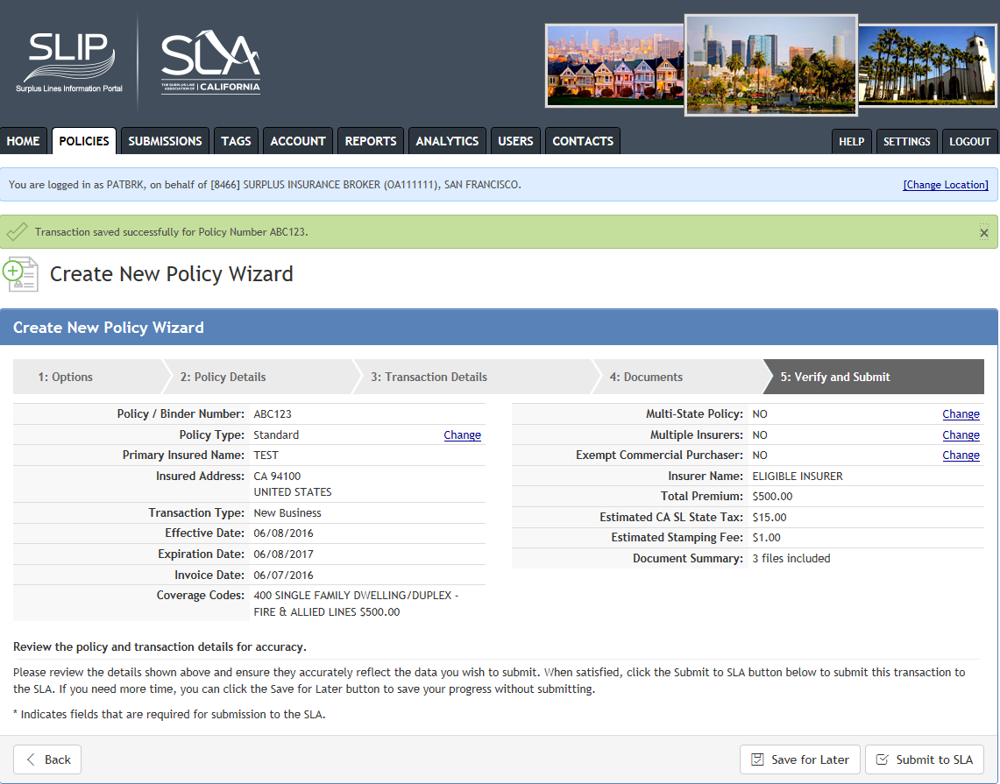 SLIP
Surplus Lines Information Portal
SLA
THE SURPLUS LINE
ASSOCIATION OF | CALIFORNIA
HOME POLICIES SUBMISSIONS TAGS ACCOUNT REPORTS ANALYTICS USERS CONTACTS HELP SETTINGS LOGOUT
You are logged in as PATBRK, on behalf of [8466] SURPLUS INSURANCE BROKER (OA111111), SAN FRANCISCO. [Change Location]
Transaction saved successfully for Policy Number ABC123.
Create New Policy Wizard
Create New Policy Wizard
1: Options 2: Policy Details 3: Transaction Details 4: Documents 5: Verify and Submit
Policy / Binder Number: ABC123
Policy Type: Standard Change
Primary Insured Name: TEST
Insured Address: CA 94100
UNITED STATES
Transaction Type: New Business
Effective Date: 06/08/2016
Expiration Date: 06/08/2017
Invoice Date: 06/07/2016
Coverage Codes: 400 SINGLE FAMILY DWELLING/DUPLEX -
FIRE & ALLIED LINES $500.00
Multi-State Policy: NO Change
Multiple Insurers: NO Change
Exempt Commercial Purchaser: NO Change
Insurer Name: ELIGIBLE INSURER
Total Premium: $500.00
Estimated CA SL State Tax: $15.00
Estimated Stamping Fee: $1.00
Document Summary: 3 files included
Review the policy and transaction details for accuracy.
Please review the details shown above and ensure they accurately reflect the data you wish to submit. When satisfied, click the Submit to SLA button below to submit this transaction to
the SLA. If you need more time, you can click the Save for Later button to save your progress without submitting.
* Indicates fields that are required for submission to the SLA.
Back Save for Later Submit to SLA